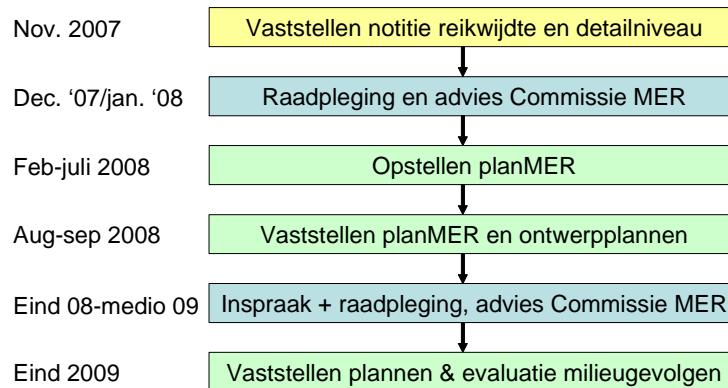 Nov. 2007 Vaststellen notitie reikwijdte en detailniveau
Dec. ‘07/jan. ‘08 Raadpleging en advies Commissie MER
Feb-juli 2008 Opstellen planMER
Aug-sep 2008 Vaststellen planMER en ontwerpplannen
Eind 08-medio 09 Inspraak + raadpleging, advies Commissie MER
Eind 2009 Vaststellen plannen & evaluatie milieugevolgen